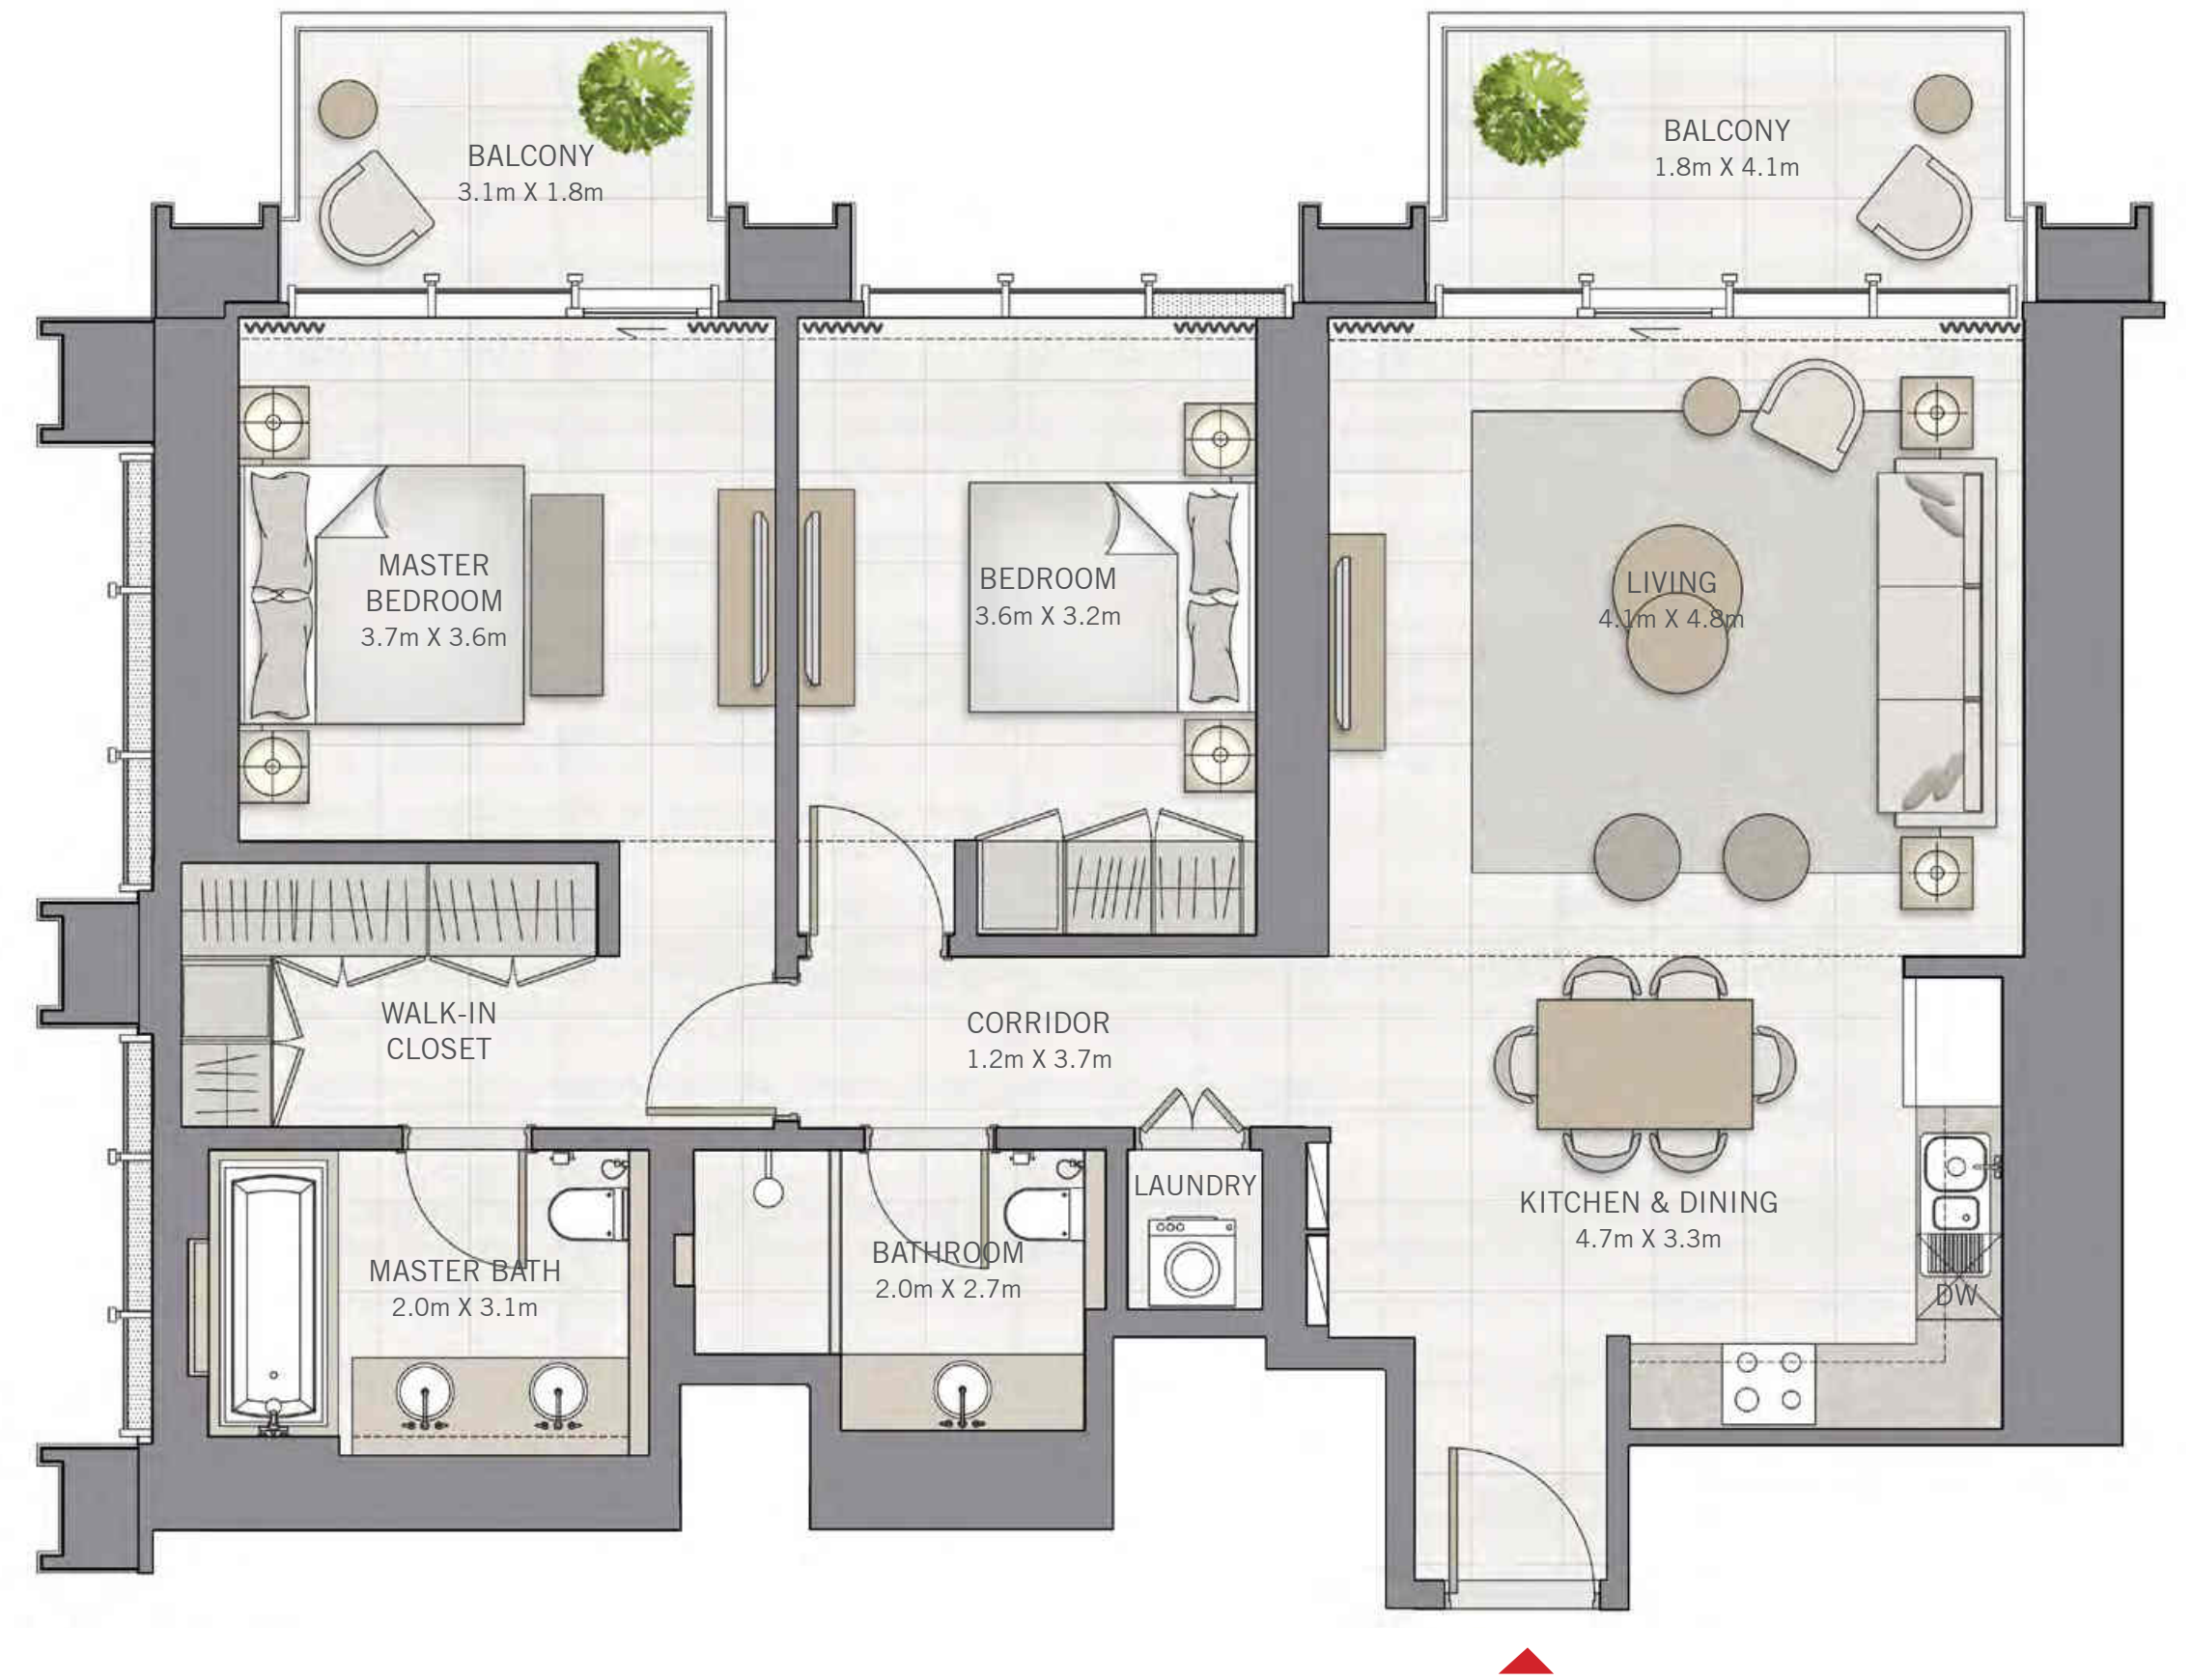 BALCONY
3.1m X 1.8m
BALCONY
1.8m X 4.1m
MASTER
BEDROOM
3.7m X 3.6m
BEDROOM
3.6m X 3.2m
LIVING
4.1m X 4.8m
WALK-IN
CLOSET
CORRIDOR
1.2m X 3.7m
LAUNDRY
KITCHEN & DINING
4.7m X 3.3m
MASTER BATH
2.0m X 3.1m
BATHROOM
2.0m X 2.7m
DW